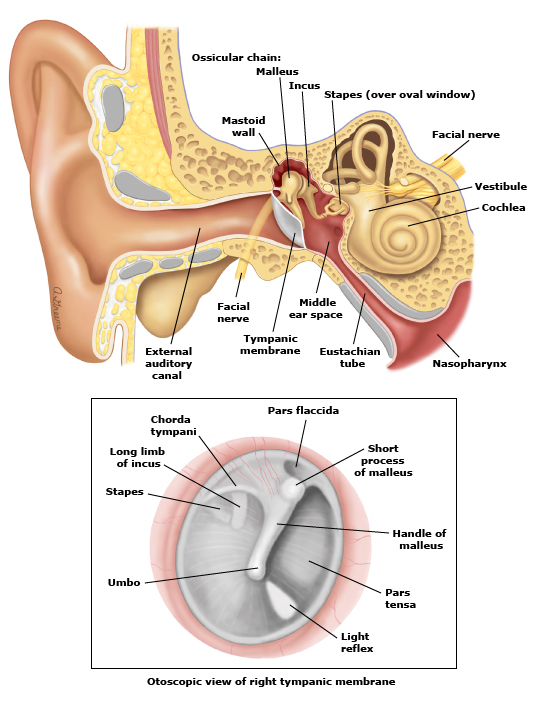 Ossicular chain:
Malleus
Incus
Stapes (over oval window)
Mastoid
wall
Facial nerve
Vestibule
Cochlea
Facial
nerve
Middle
ear space
Tympanic
membrane
External
auditory
canal
Eustachian
tube
Nasopharynx
Pars flaccida
Chorda
tympani
Long limb
of incus
Short
process
of malleus
Stapes
Handle of
malleus
Umbo
Pars
tensa
Light
reflex
Otoscopic view of right tympanic membrane